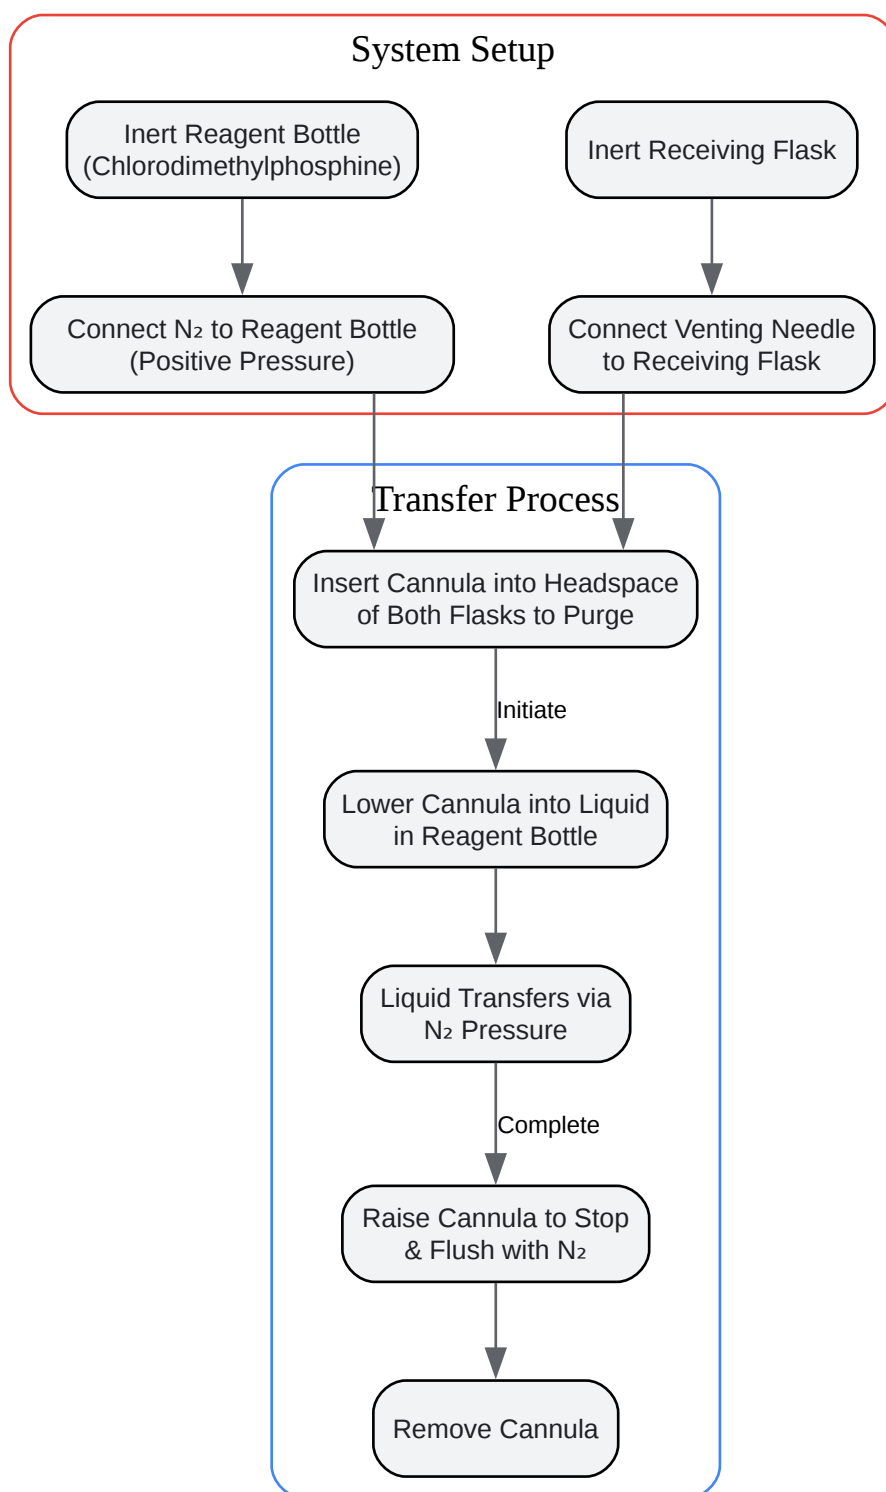 System Setup
Inert Reagent Bottle
(Chlorodimethylphosphine)
Inert Receiving Flask
Connect N₂ to Reagent Bottle
(Positive Pressure)
Connect Venting Needle
to Receiving Flask
Transfer Process
Insert Cannula into Headspace
of Both Flasks to Purge
Initiate
Lower Cannula into Liquid
in Reagent Bottle
Liquid Transfers via
N₂ Pressure
Complete
Raise Cannula to Stop
& Flush with N₂
Remove Cannula